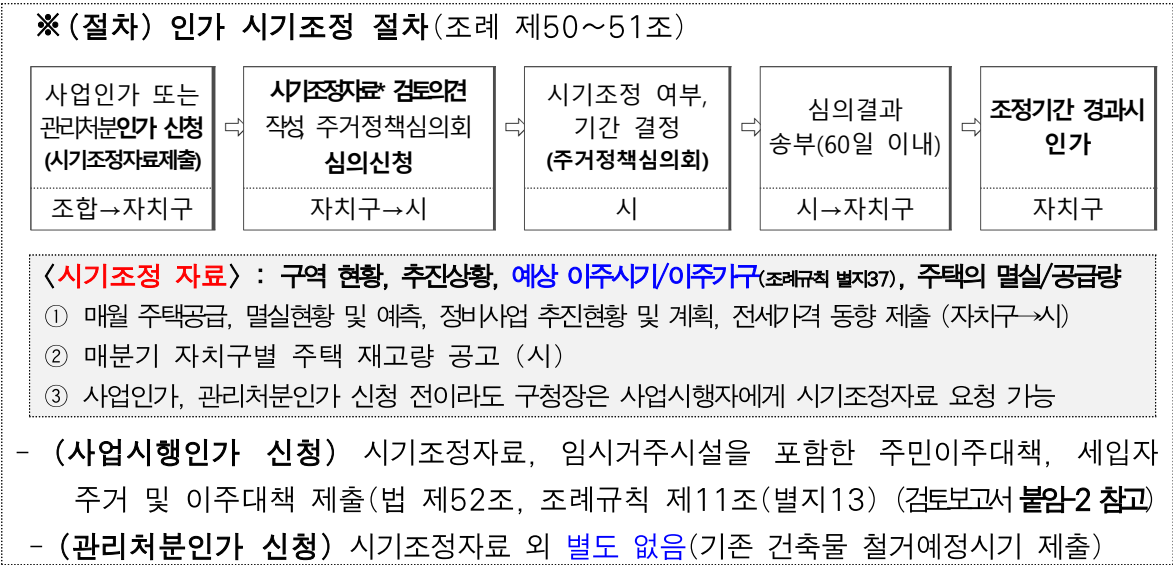 ※(절차) 인가 시기조정 절차(조례 제50~51조)
사업인가 또는
관리처분인가 신청
(시기조정자료제출)
조합→자치구
⇨
시기조정자료* 검토의견
작성, 주거정책심의회
심의신청
자치구→시
⇨
시기조정 여부,
기간 결정
(주거정책심의회)
시
⇨
심의결과
송부(60일 이내)
시→자치구
⇨
조정기간 경과시
인가
자치구
<시기조정 자료> : 구역 현황, 추진상황, 예상 이주시기/이주가구(조례규칙 별지37), 주택의 멸실/공급량
① 매월 주택공급, 멸실현황 및 예측, 정비사업 추진현황 및 계획, 전세가격 동향 제출 (자치구→시)
② 매분기 자치구별 주택 재고량 공고 (시)
③ 사업인가, 관리처분인가 신청 전이라도 구청장은 사업시행자에게 시기조정자료 요청 가능
- (사업시행인가 신청) 시기조정자료, 임시거주시설을 포함한 주민이주대책, 세입자
주거 및 이주대책 제출(법 제52조, 조례규칙 제11조(별지13) (검토보고서 붙임-2 참고)
- (관리처분인가 신청) 시기조정자료 외 별도 없음(기존 건축물 철거예정시기 제출)